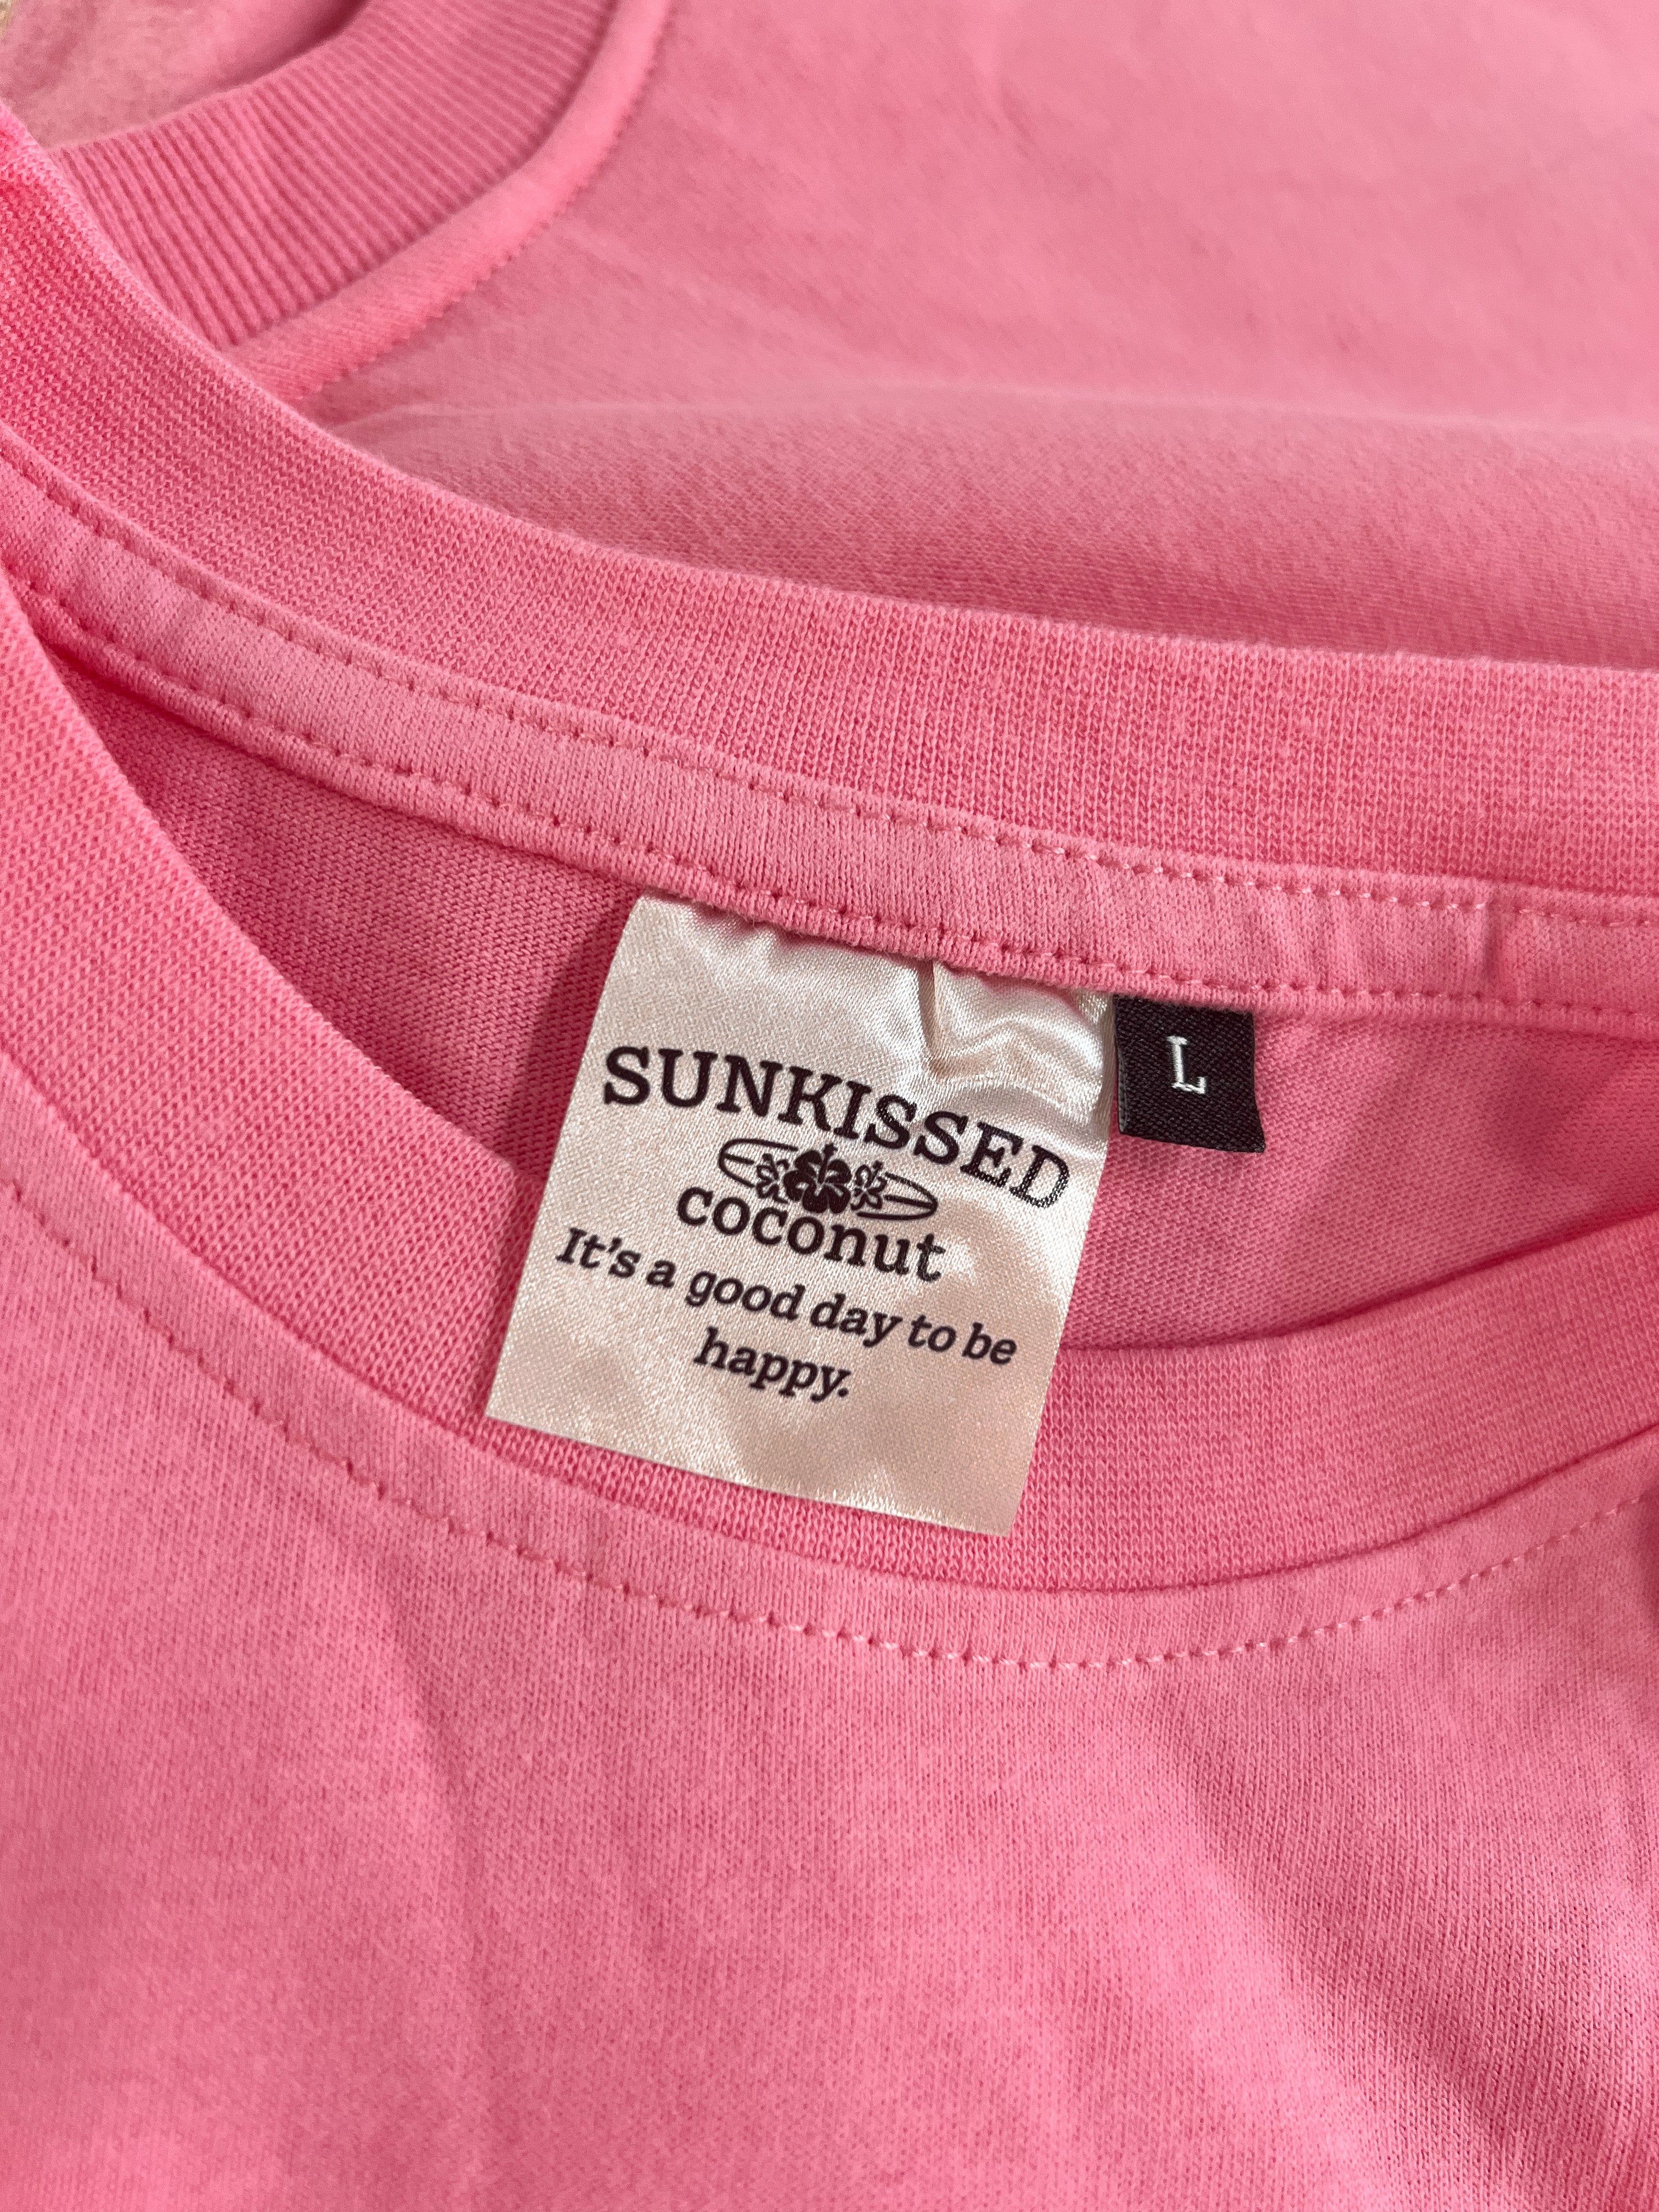 SUNKISSED
coconut
It's a good day to be
happy.
L